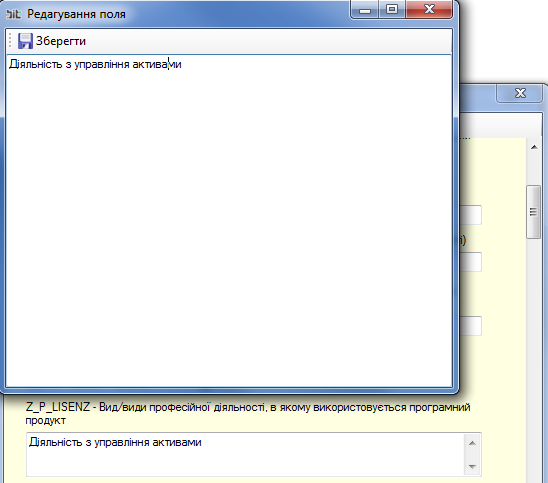 Редагування поля
Зберегти
Діяльність з управління активами
і)
Z_P_LISENZ - Вид/види професійної діяльності, в якому використовується програмний
продукт
Діяльність з управління активами